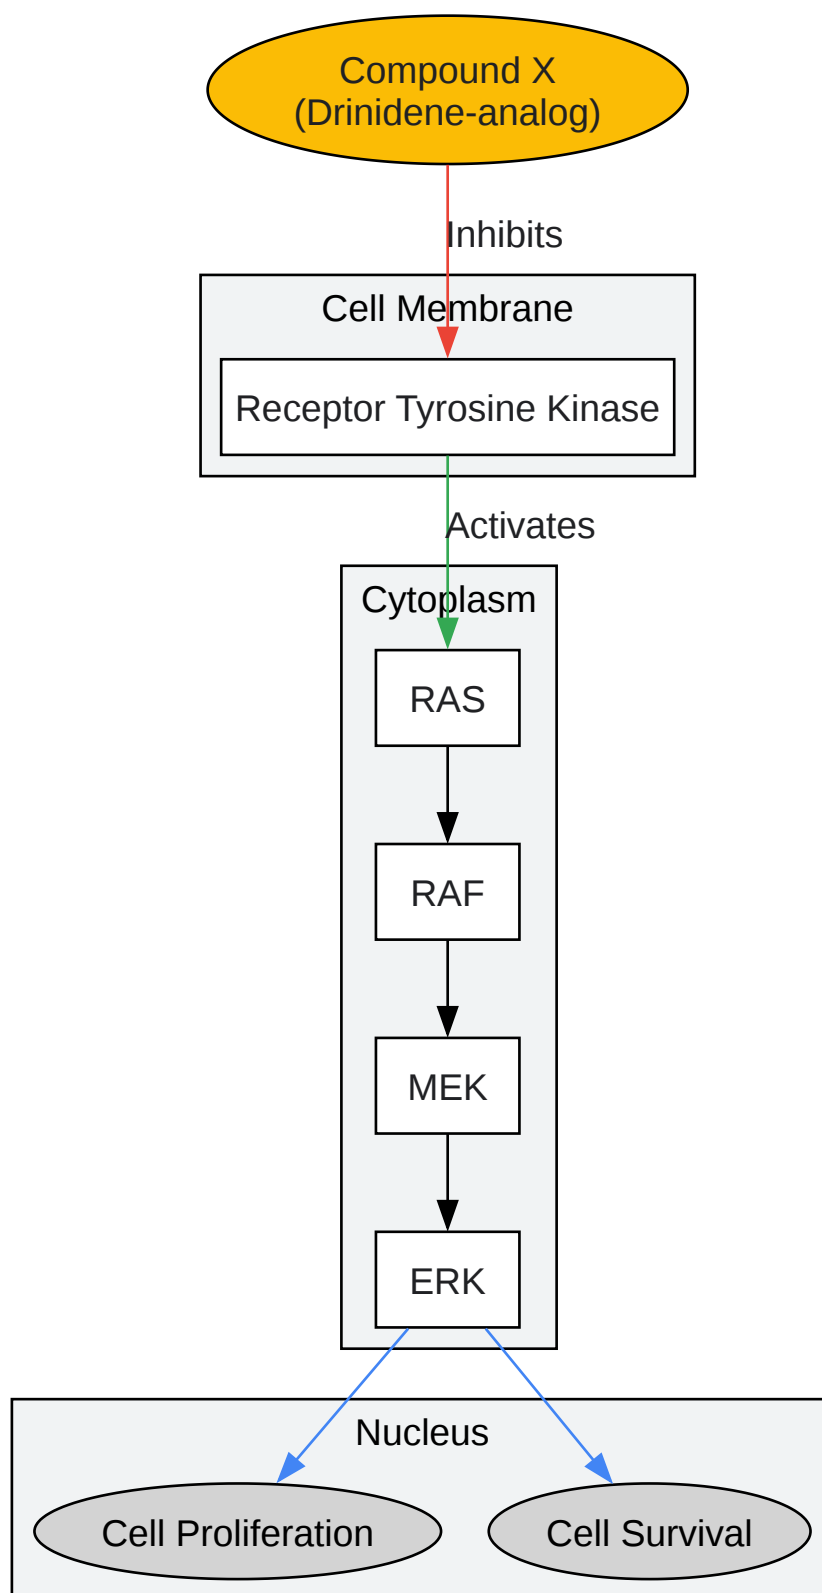 Compound X
(Drinidene-analog)
Inhibits
Cell Membrane
Receptor Tyrosine Kinase
Activates
Cytoplasm
RAS
RAF
MEK
ERK
Nucleus
Cell Proliferation
Cell Survival